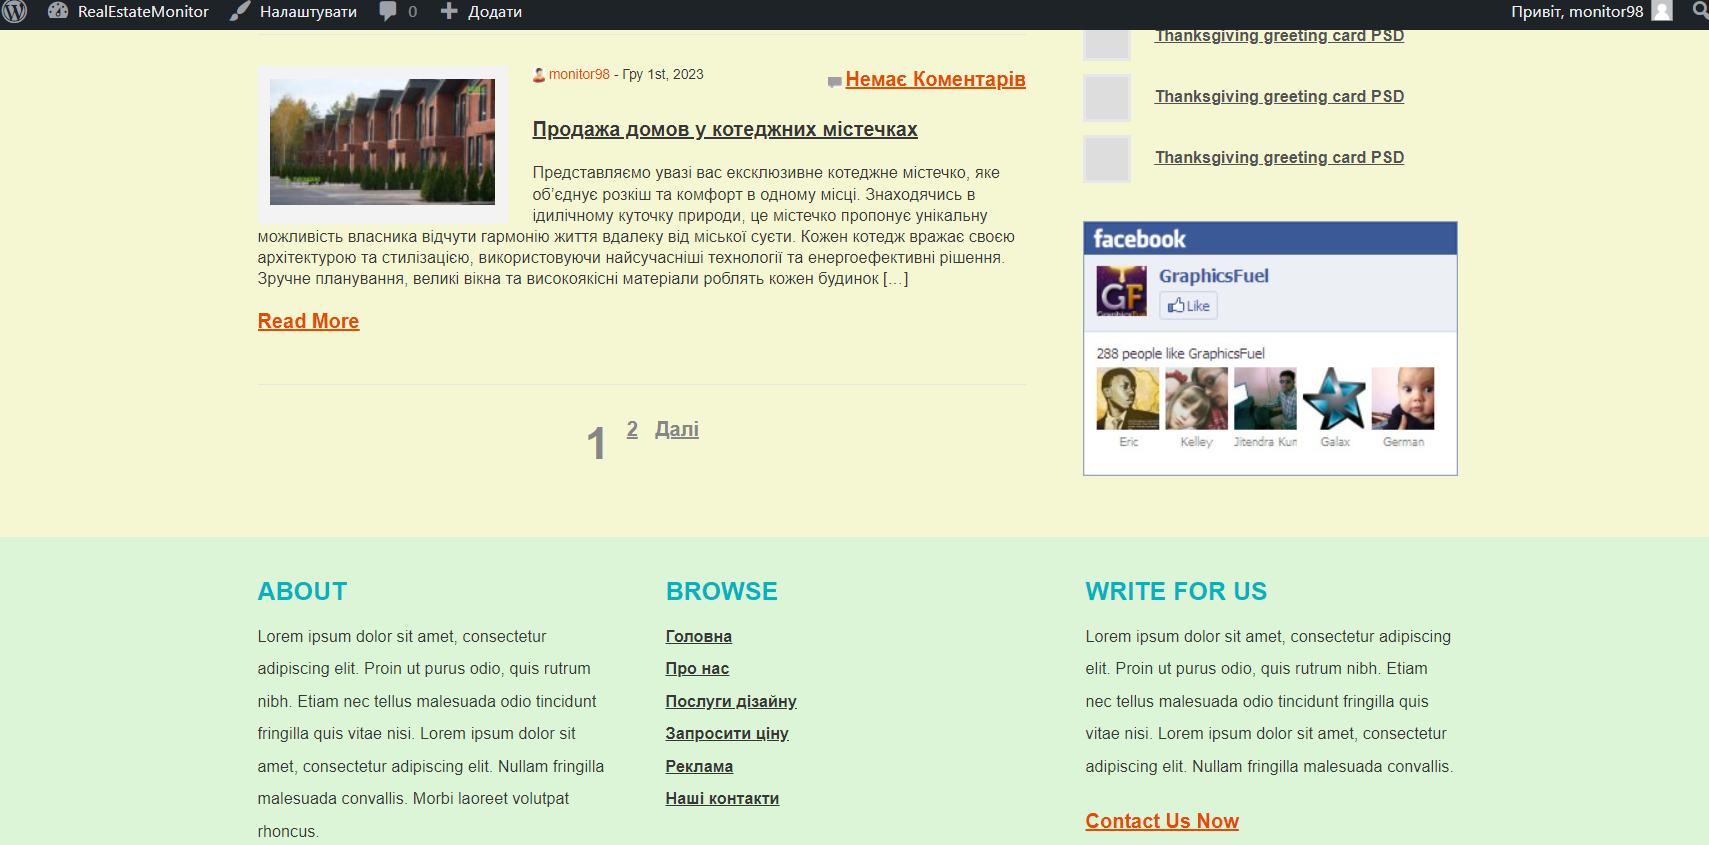 RealEstateMonitor Налаштувати 0 Додати Привіт, monitor98
monitor98 - Гру 1st, 2023 Немає Коментарів
Продажа домов у котеджних містечках
Представляємо увазі вас ексклюзивне котеджне містечко, яке
об’єднує розкіш та комфорт в одному місці. Знаходячись в
ідилічному куточку природи, це містечко пропонує унікальну
можливість власника відчути гармонію життя вдалеку від міської суєти. Кожен котедж вражає своєю
архітектурою та стилізацією, використовуючи найсучасніші технології та енергоефективні рішення.
Зручне планування, великі вікна та високоякісні матеріали роблять кожен будинок […]
Read More
1 2 Далі
Thanksgiving greeting card PSD
Thanksgiving greeting card PSD
Thanksgiving greeting card PSD
facebook
GF
GraphicsFuel
Like
288 people like GraphicsFuel
Eric Kelley Jitendra Kun Galax German
ABOUT
Lorem ipsum dolor sit amet, consectetur
adipiscing elit. Proin ut purus odio, quis rutrum
nibh. Etiam nec tellus malesuada odio tincidunt
fringilla quis vitae nisi. Lorem ipsum dolor sit
amet, consectetur adipiscing elit. Nullam fringilla
malesuada convallis. Morbi laoreet volutpat
rhoncus.
BROWSE
Головна
Про нас
Послуги дізайну
Запросити ціну
Реклама
Наші контакти
WRITE FOR US
Lorem ipsum dolor sit amet, consectetur adipiscing
elit. Proin ut purus odio, quis rutrum nibh. Etiam
nec tellus malesuada odio tincidunt fringilla quis
vitae nisi. Lorem ipsum dolor sit amet, consectetur
adipiscing elit. Nullam fringilla malesuada convallis.
Contact Us Now